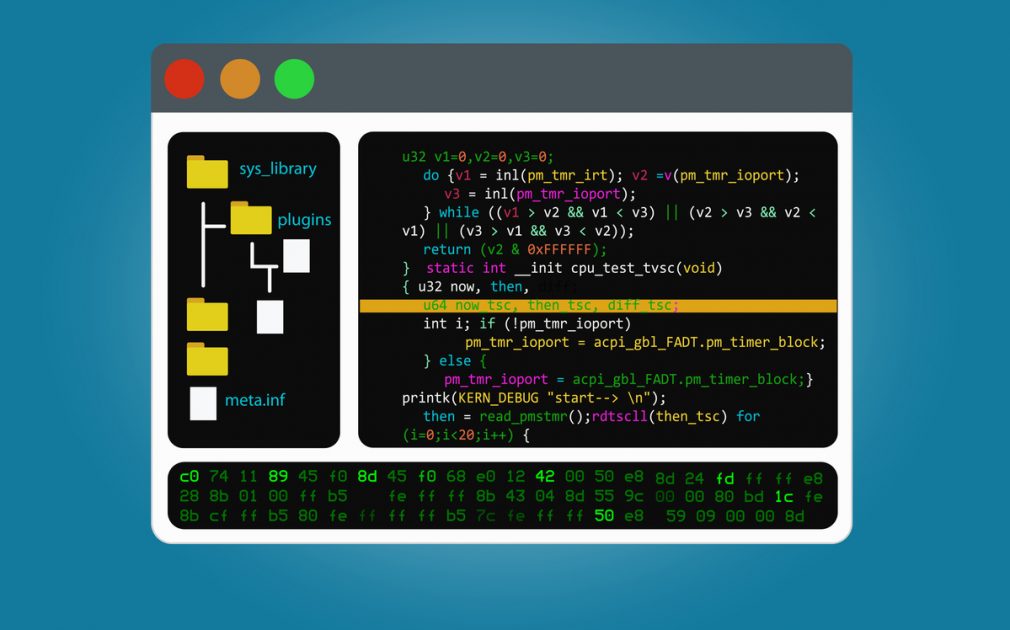 sys_library
plugins
meta.inf
u32 v1=0,v2=0,v3=0;
do {v1 = inl(pm_tmr_irt); v2 =v(pm_tmr_ioport);
v3 = inl(pm_tmr_ioport);
} while ((v1 > v2 && v1 < v3) || (v2 > v3 && v2 <
v1) || (v3 > v1 && v3 < v2));
return (v2 & 0xFFFFFF);
} static int __init cpu_test_tvsc(void)
{ u32 now, then, diff;
u64 now_tsc, then_tsc, diff_tsc;
int i; if (!pm_tmr_ioport)
pm_tmr_ioport = acpi_gbl_FADT.pm_timer_block;
} else {
pm_tmr_ioport = acpi_gbl_FADT.pm_timer_block;}
printk(KERN_DEBUG "start--> \n");
then = read_pmstmr();rdtscll(then_tsc) for
(i=0;i<20;i++) {
c0 74 11 89 45 f0 8d 45 f0 68 e0 12 42 00 50 e8 8d 24 fd ff ff e8
28 8b 01 00 ff b5 fe ff ff 8b 43 04 8d 55 9c 00 00 80 bd 1c fe
8b cf ff b5 80 fe ff ff ff b5 7c fe ff ff 50 e8 59 09 00 00 8d